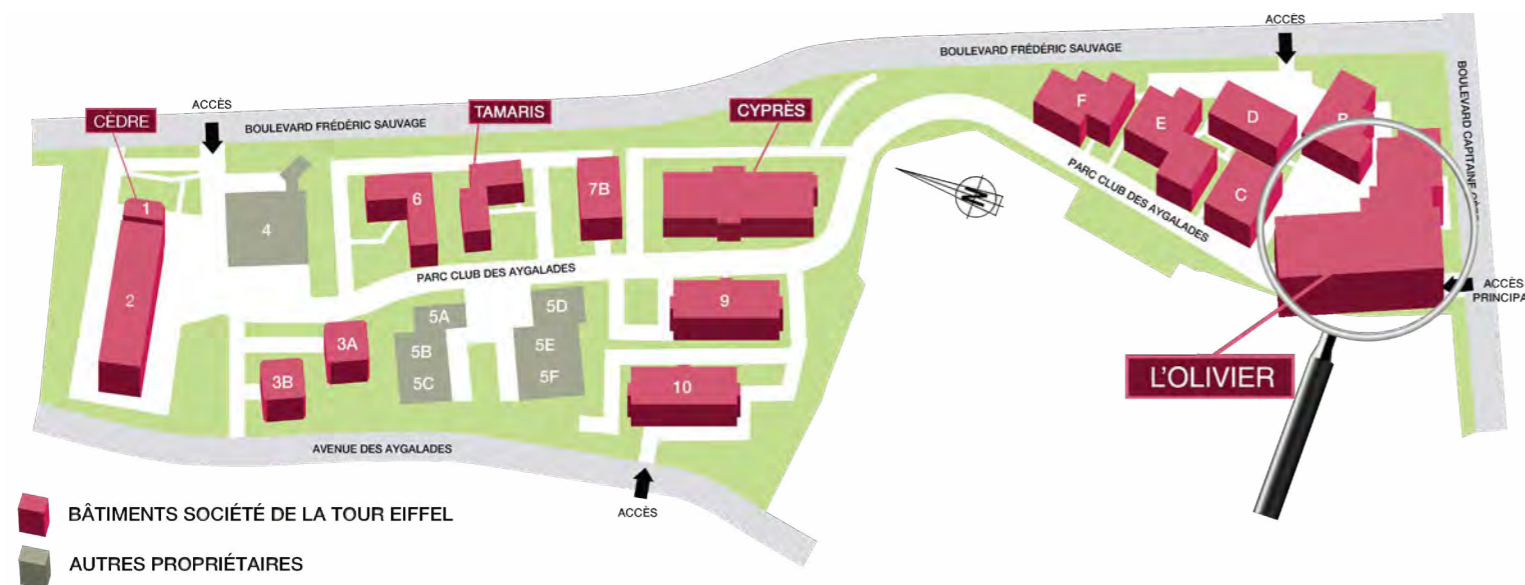 ACCÈS
BOULEVARD FRÉDÉRIC SAUVAGE
ACCÈS
CÈDRE
BOULEVARD FRÉDÉRIC SAUVAGE
TAMARIS
CYPRÈS
BOULEVARD CAPITAINE
F
E
D
C
1
2
4
6
7B
PARC CLUB DES AYGALADES
PARC CLUB DES AYGALADES
N
ACCÈS
PRINCIPA
3A
3B
5A
5B
5C
5D
5E
5F
9
10
L'OLIVIER
AVENUE DES AYGALADES
ACCÈS
BÂTIMENTS SOCIÉTÉ DE LA TOUR EIFFEL
AUTRES PROPRIÉTAIRES